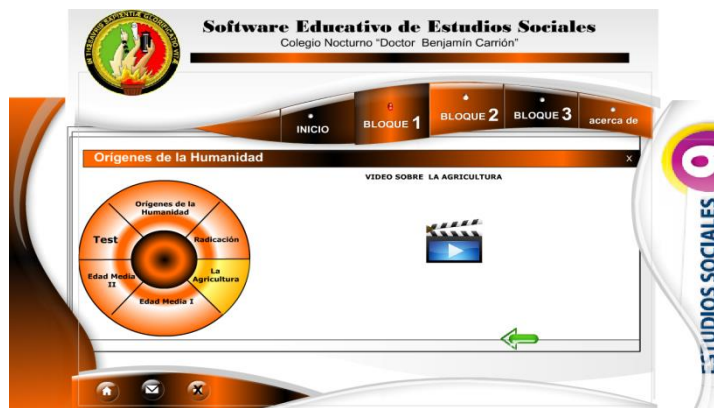 Software Educativo de Estudios Sociales
Colegio Nocturno "Doctor Benjamín Carrión"
INICIO
BLOQUE 1
BLOQUE 2
BLOQUE 3
acerca de
Orígenes de la Humanidad
x
VIDEO SOBRE LA AGRICULTURA
Orígenes de la
Humanidad
Test
Radicación
Edad Media
II
La
Agricultura
Edad Media I
ESTUDIOS SOCIALES